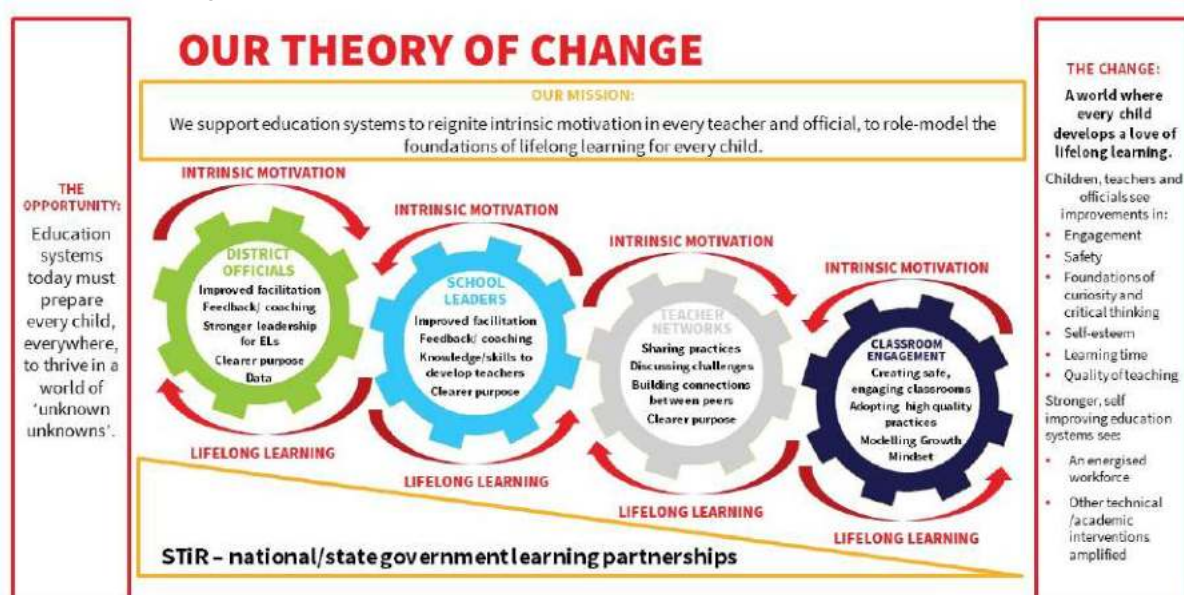 OUR THEORY OF CHANGE
OUR MISSION:
We support education systems to reignite intrinsic motivation in every teacher and official, to role-model the
foundations of lifelong learning for every child.
THE
OPPORTUNITY:
Education
systems
today must
prepare
every child,
everywhere,
to thrive in a
world of
‘unknown
unknowns’.
INTRINSIC MOTIVATION
DISTRICT
OFFICIALS
Improved facilitation
Feedback/ coaching
Stronger leadership
for ELs
Clearer purpose
Data
LIFELONG LEARNING
INTRINSIC MOTIVATION
SCHOOL
LEADERS
Improved facilitation
Feedback/ coaching
Knowledge/skills to
develop teachers
Clearer purpose
LIFELONG LEARNING
INTRINSIC MOTIVATION
TEACHER
NETWORKS
Sharing practices
Discussing challenges
Building connections
between peers
Clearer purpose
LIFELONG LEARNING
INTRINSIC MOTIVATION
CLASSROOM
ENGAGEMENT
Creating safe,
engaging classrooms
Adopting high quality
practices
Modelling Growth
Mindset
LIFELONG LEARNING
STiR – national/state government learning partnerships
THE CHANGE:
A world where
every child
develops a love of
lifelong learning.
Children, teachers and
officials see
improvements in:
• Engagement
• Safety
• Foundations of
curiosity and
critical thinking
• Self-esteem
• Learning time
• Quality of teaching
Stronger, self
improving education
systems see:
• An energised
workforce
• Other technical
/academic
interventions
amplified